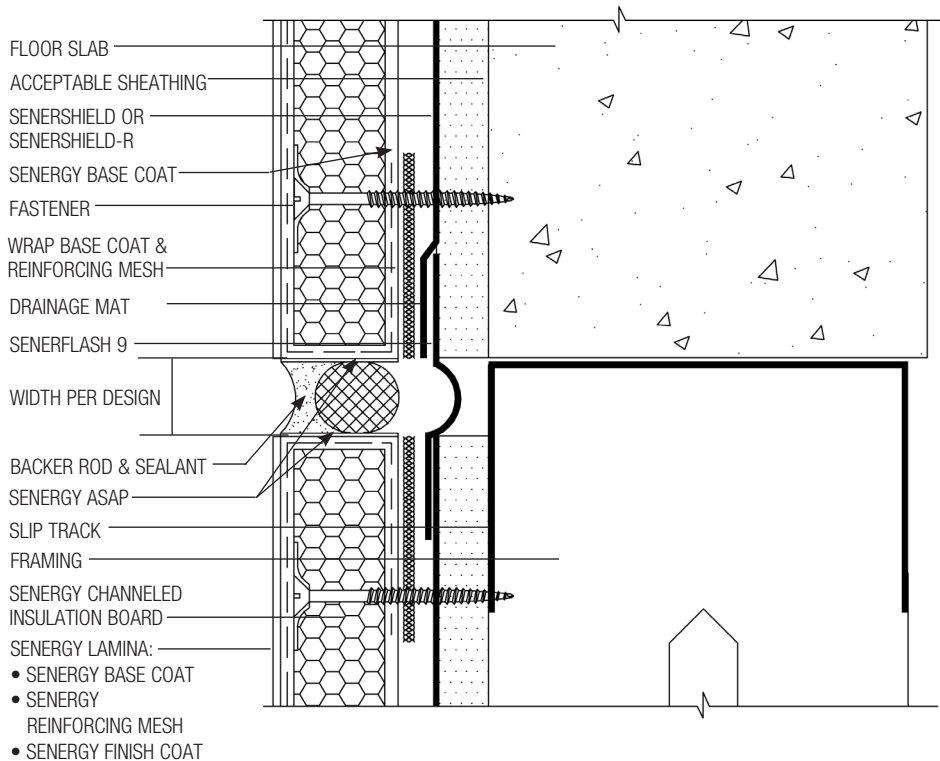 FLOOR SLAB
ACCEPTABLE SHEATHING
SENERSHIELD OR
SENERSHIELD-R
SENERGY BASE COAT
FASTENER
WRAP BASE COAT &
REINFORCING MESH
DRAINAGE MAT
SENERFLASH 9
WIDTH PER DESIGN
BACKER ROD & SEALANT
SENERGY ASAP
SLIP TRACK
FRAMING
SENERGY CHANNELED
INSULATION BOARD
SENERGY LAMINA:
• SENERGY BASE COAT
• SENERGY
REINFORCING MESH
• SENERGY FINISH COAT